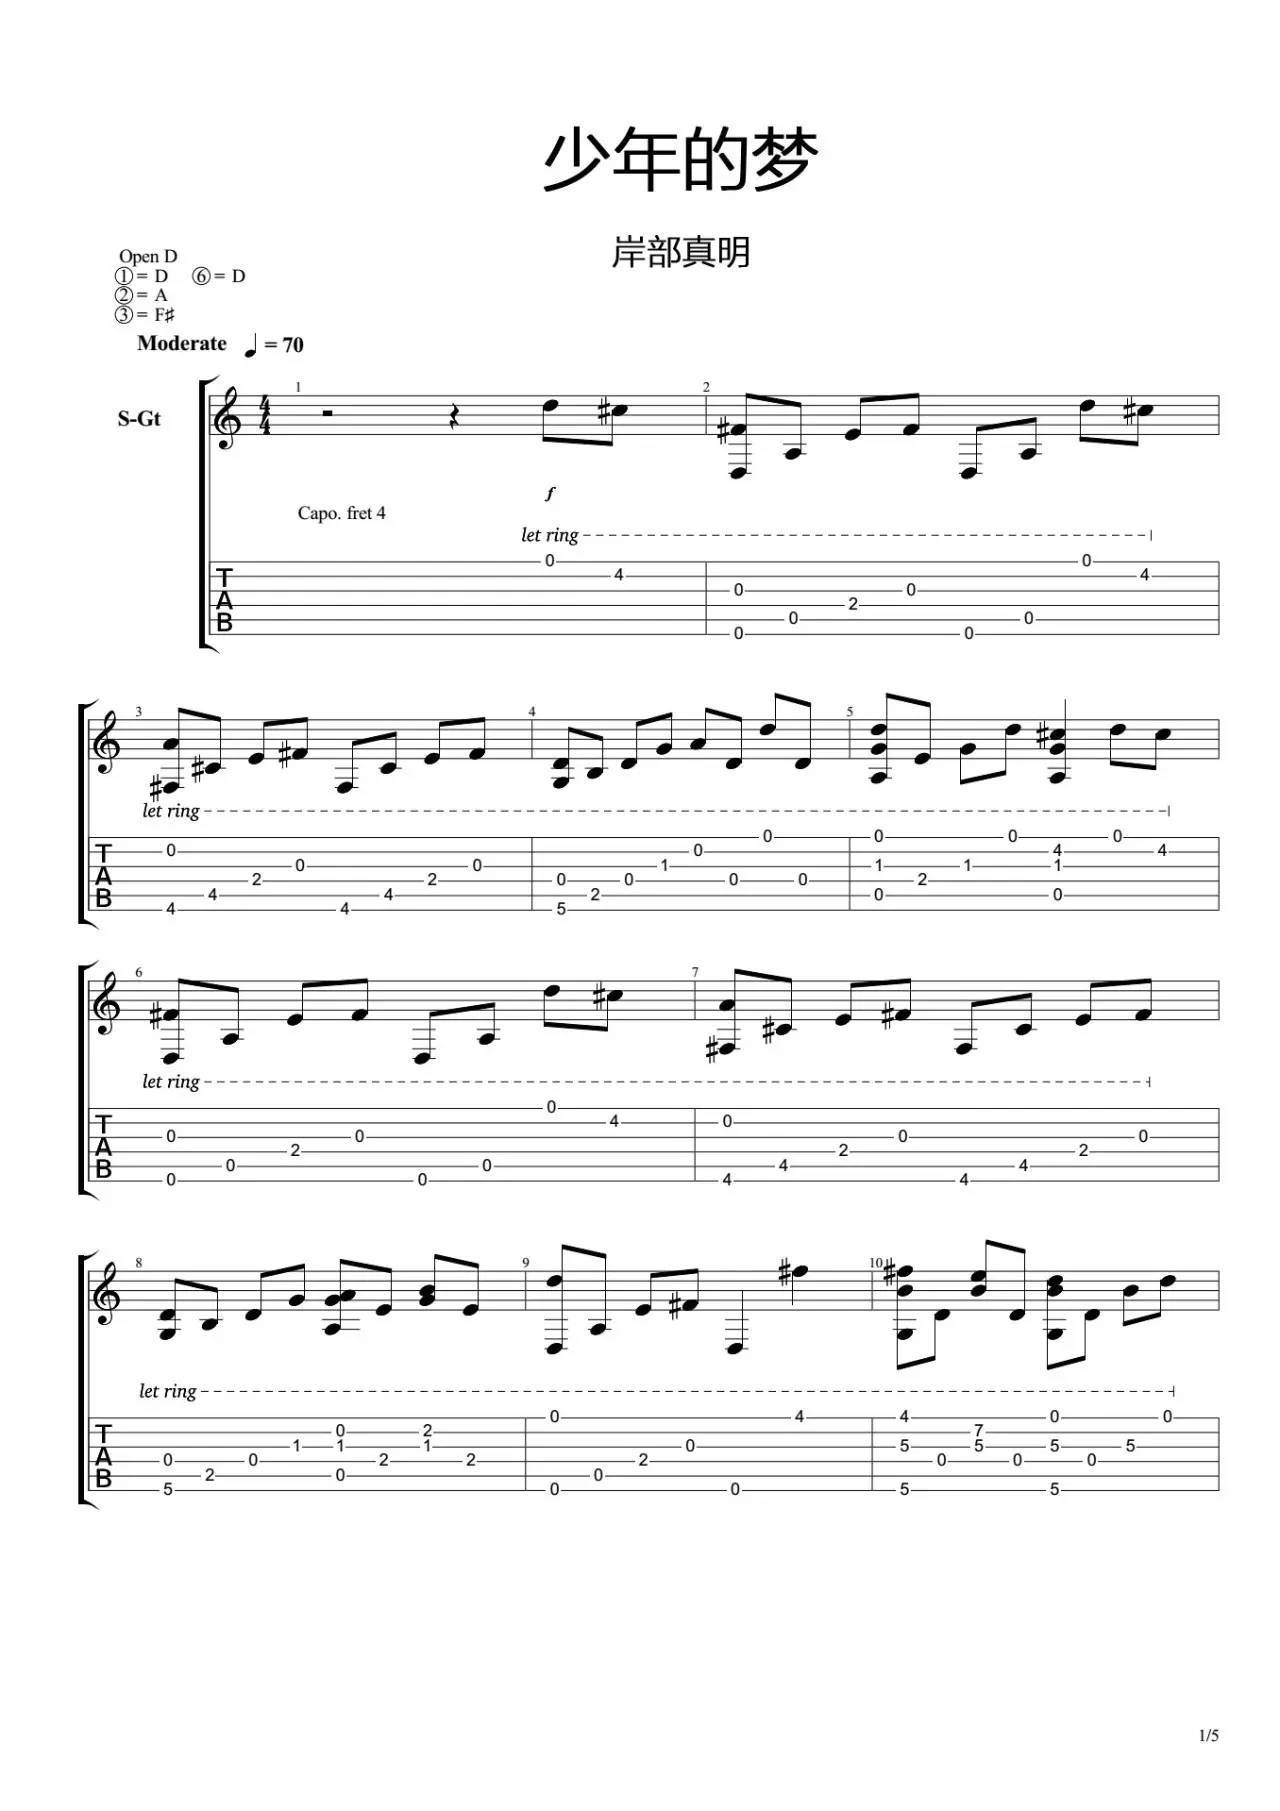 少年的梦
岸部真明
Open D
①= D ⑥= D
②= A
③= F♯
Moderate ♩ = 70
S-Gt
1 2
f
Capo. fret 4
let ring
0 0
T 4 4
0 0
A 2
B 0 0
0 0
3 4 5
let ring
0 0 0 0
T 0 0 4 4
0 0 1 1 1 1
A 2 2 0 0 0 0 2
B 4 4 2 0 0
4 4 5
6 7
let ring
0
T 4 0
0 0 0 0
A 2 2 2
B 0 0 4 4
0 0 4 4
8 9 10
let ring
0 4 4 0 0
T 0 2 7
1 1 1 0 5 5 5 5
A 0 0 2 2 2 0 0 0
B 2 0 0
5 0 0 5 5
1/5